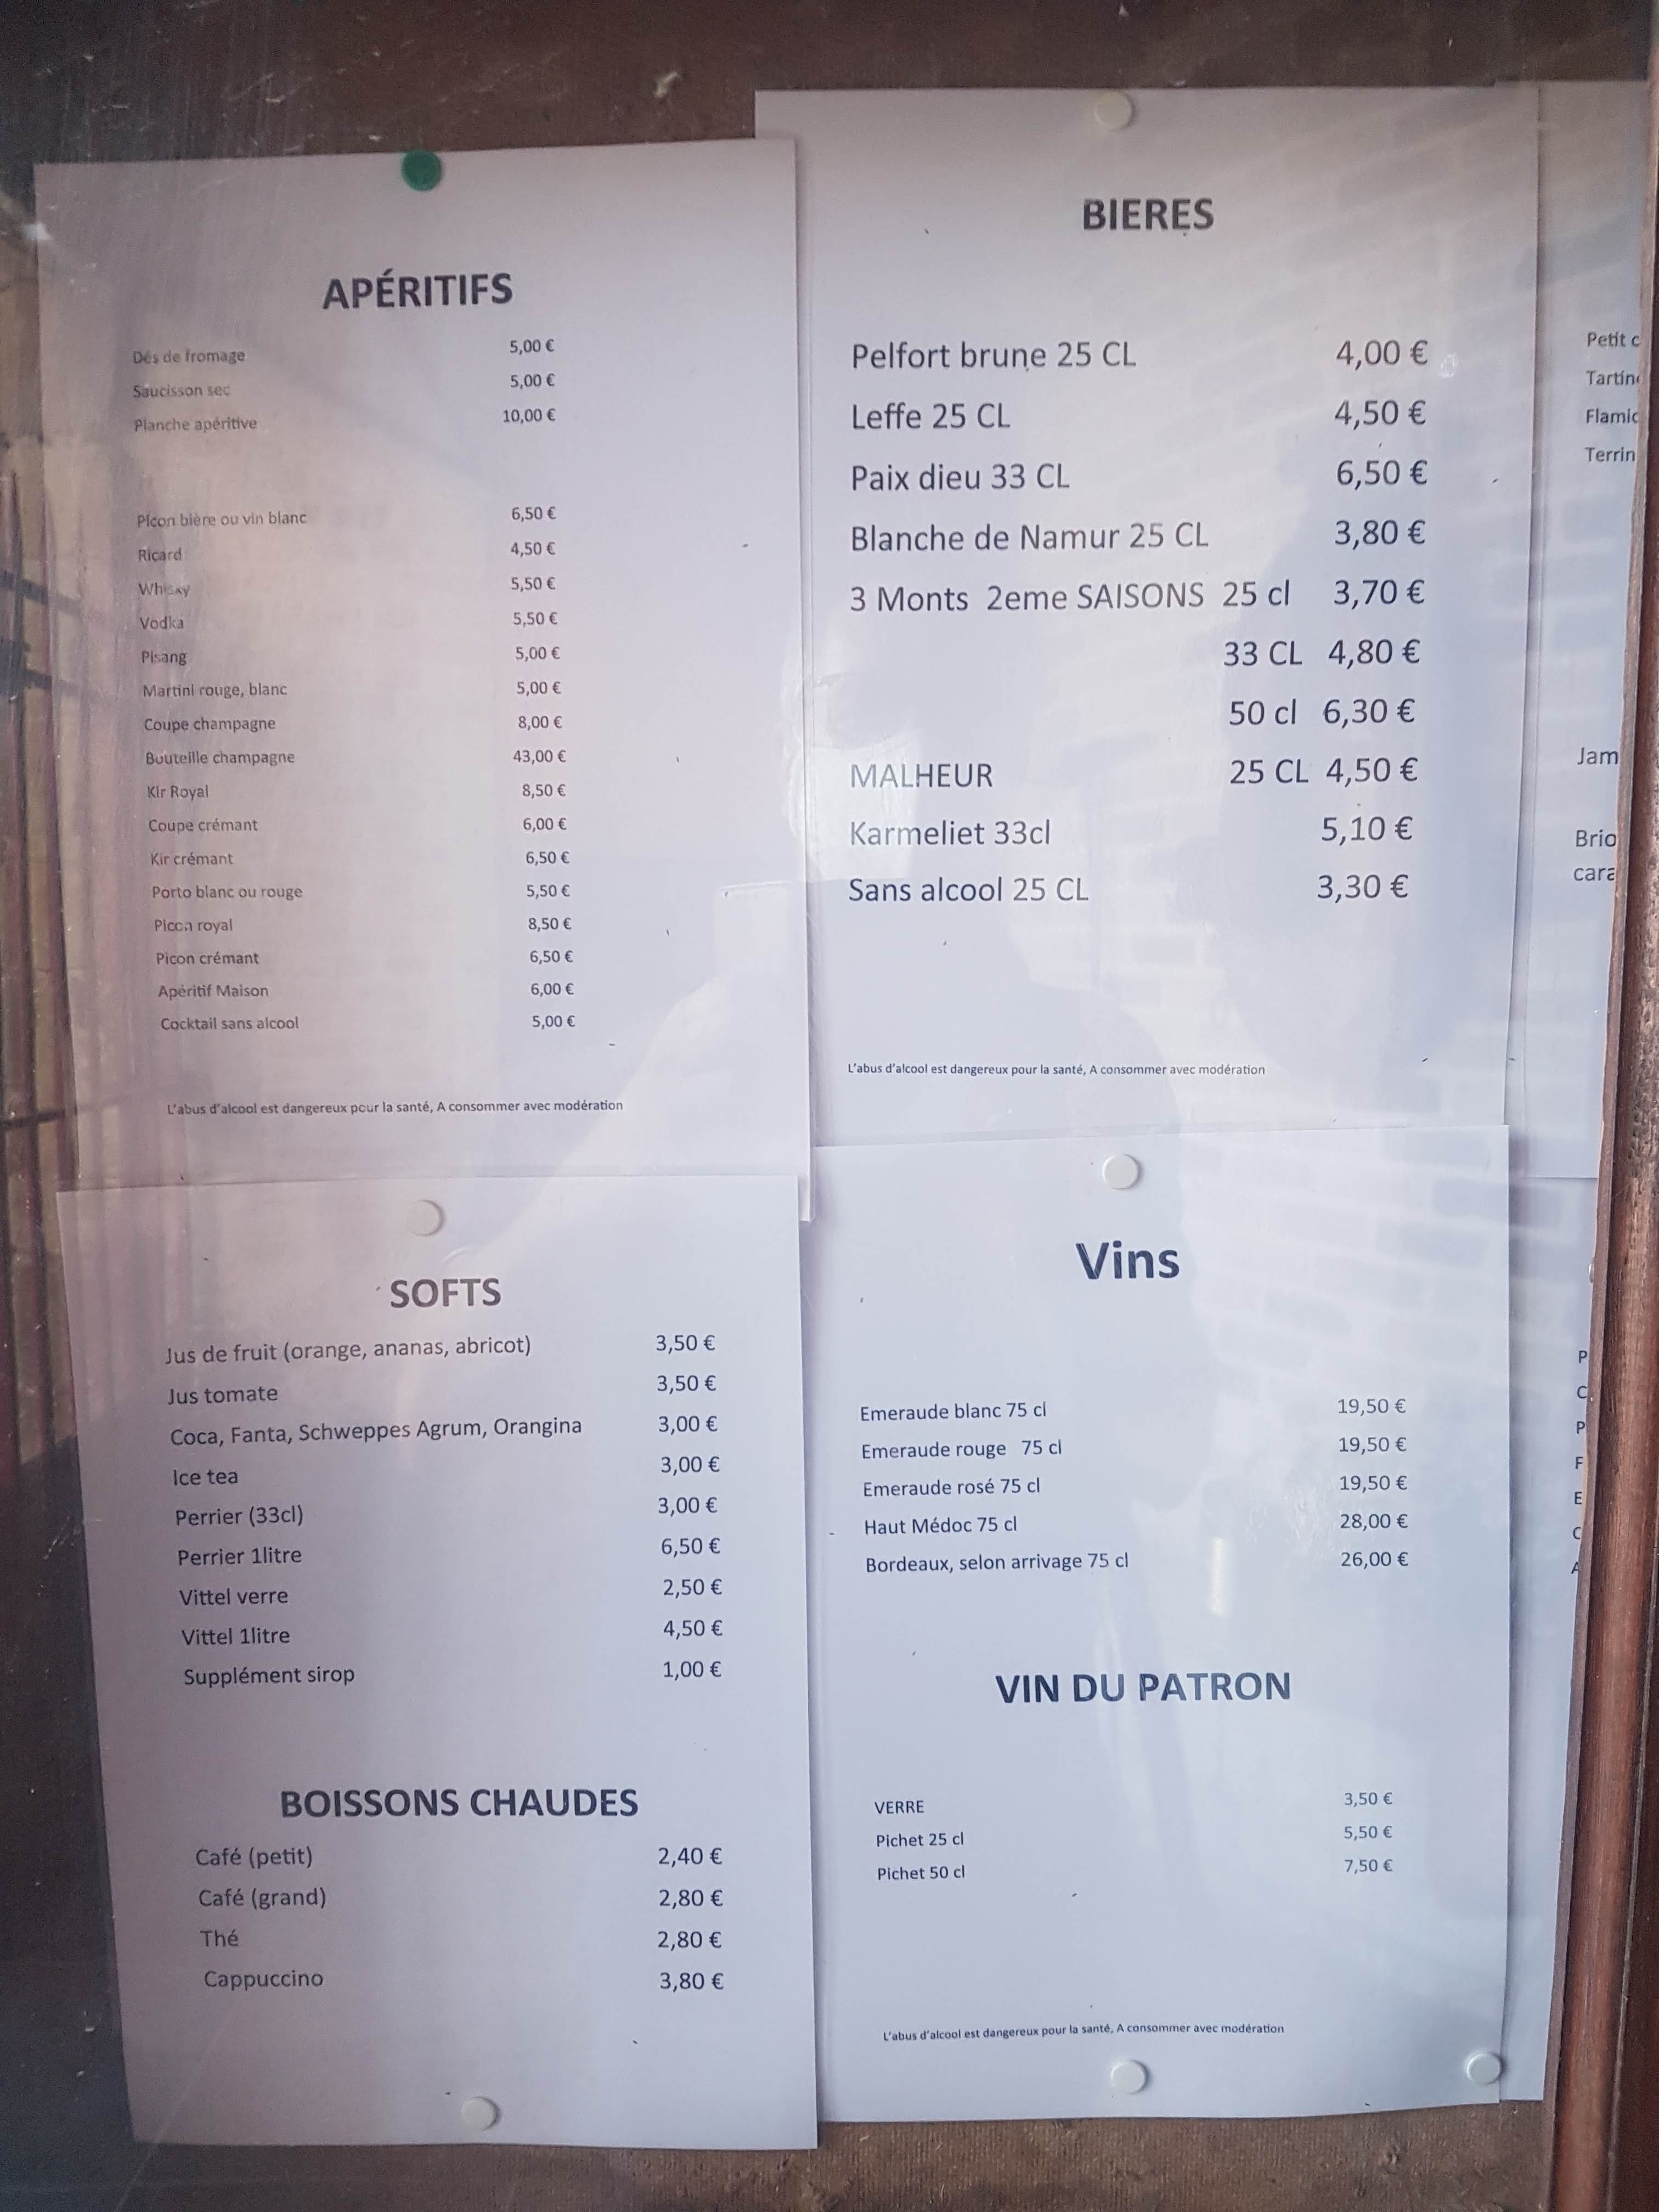 APÉRITIFS
Dés de fromage 5,00 €
Saucisson sec 5,00 €
Planche apéritive 10,00 €
Picon bière ou vin blanc 6,50 €
Ricard 4,50 €
Whisky 5,50 €
Vodka 5,50 €
Pisang 5,00 €
Martini rouge, blanc 5,00 €
Coupe champagne 8,00 €
Bouteille champagne 43,00 €
Kir Royal 8,50 €
Coupe crémant 6,00 €
Kir crémant 6,50 €
Porto blanc ou rouge 5,50 €
Picon royal 8,50 €
Picon crémant 6,50 €
Apéritif Maison 6,00 €
Cocktail sans alcool 5,00 €
L'abus d'alcool est dangereux pour la santé, A consommer avec modération
BIERES
Pelfort brune 25 CL 4,00 €
Leffe 25 CL 4,50 €
Paix dieu 33 CL 6,50 €
Blanche de Namur 25 CL 3,80 €
3 Monts 2eme SAISONS 25 cl 3,70 €
33 CL 4,80 €
50 cl 6,30 €
MALHEUR 25 CL 4,50 €
Karmeliet 33cl 5,10 €
Sans alcool 25 CL 3,30 €
L'abus d'alcool est dangereux pour la santé, A consommer avec modération
Petit c
Tartin
Flamic
Terrin
Jam
Brio
cara
SOFTS
Jus de fruit (orange, ananas, abricot) 3,50 €
Jus tomate 3,50 €
Coca, Fanta, Schweppes Agrum, Orangina 3,00 €
Ice tea 3,00 €
Perrier (33cl) 3,00 €
Perrier 1litre 6,50 €
Vittel verre 2,50 €
Vittel 1litre 4,50 €
Supplément sirop 1,00 €
BOISSONS CHAUDES
Café (petit) 2,40 €
Café (grand) 2,80 €
Thé 2,80 €
Cappuccino 3,80 €
Vins
Emeraude blanc 75 cl 19,50 €
Emeraude rouge 75 cl 19,50 €
Emeraude rosé 75 cl 19,50 €
Haut Médoc 75 cl 28,00 €
Bordeaux, selon arrivage 75 cl 26,00 €
VIN DU PATRON
VERRE 3,50 €
Pichet 25 cl 5,50 €
Pichet 50 cl 7,50 €
L'abus d'alcool est dangereux pour la santé, A consommer avec modération
P
C
P
F
E
C
A